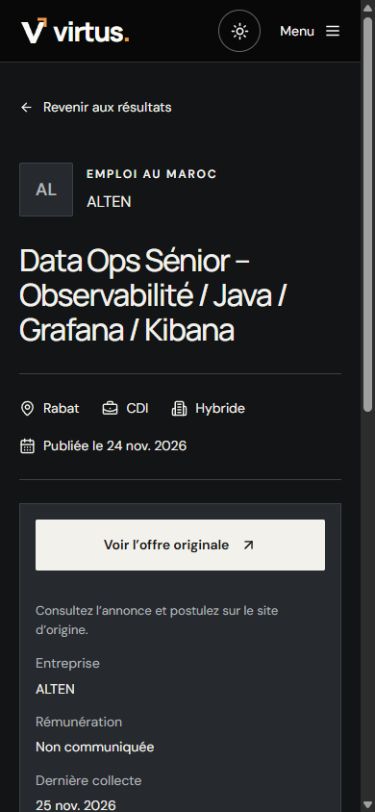 virtus.
Menu
Revenir aux résultats
AL
EMPLOI AU MAROC
ALTEN
Data Ops Sénior –
Observabilité / Java /
Grafana / Kibana
Rabat CDI Hybride
Publiée le 24 nov. 2026
Voir l’offre originale
Consultez l’annonce et postulez sur le site
d’origine.
Entreprise
ALTEN
Rémunération
Non communiquée
Dernière collecte
25 nov. 2026